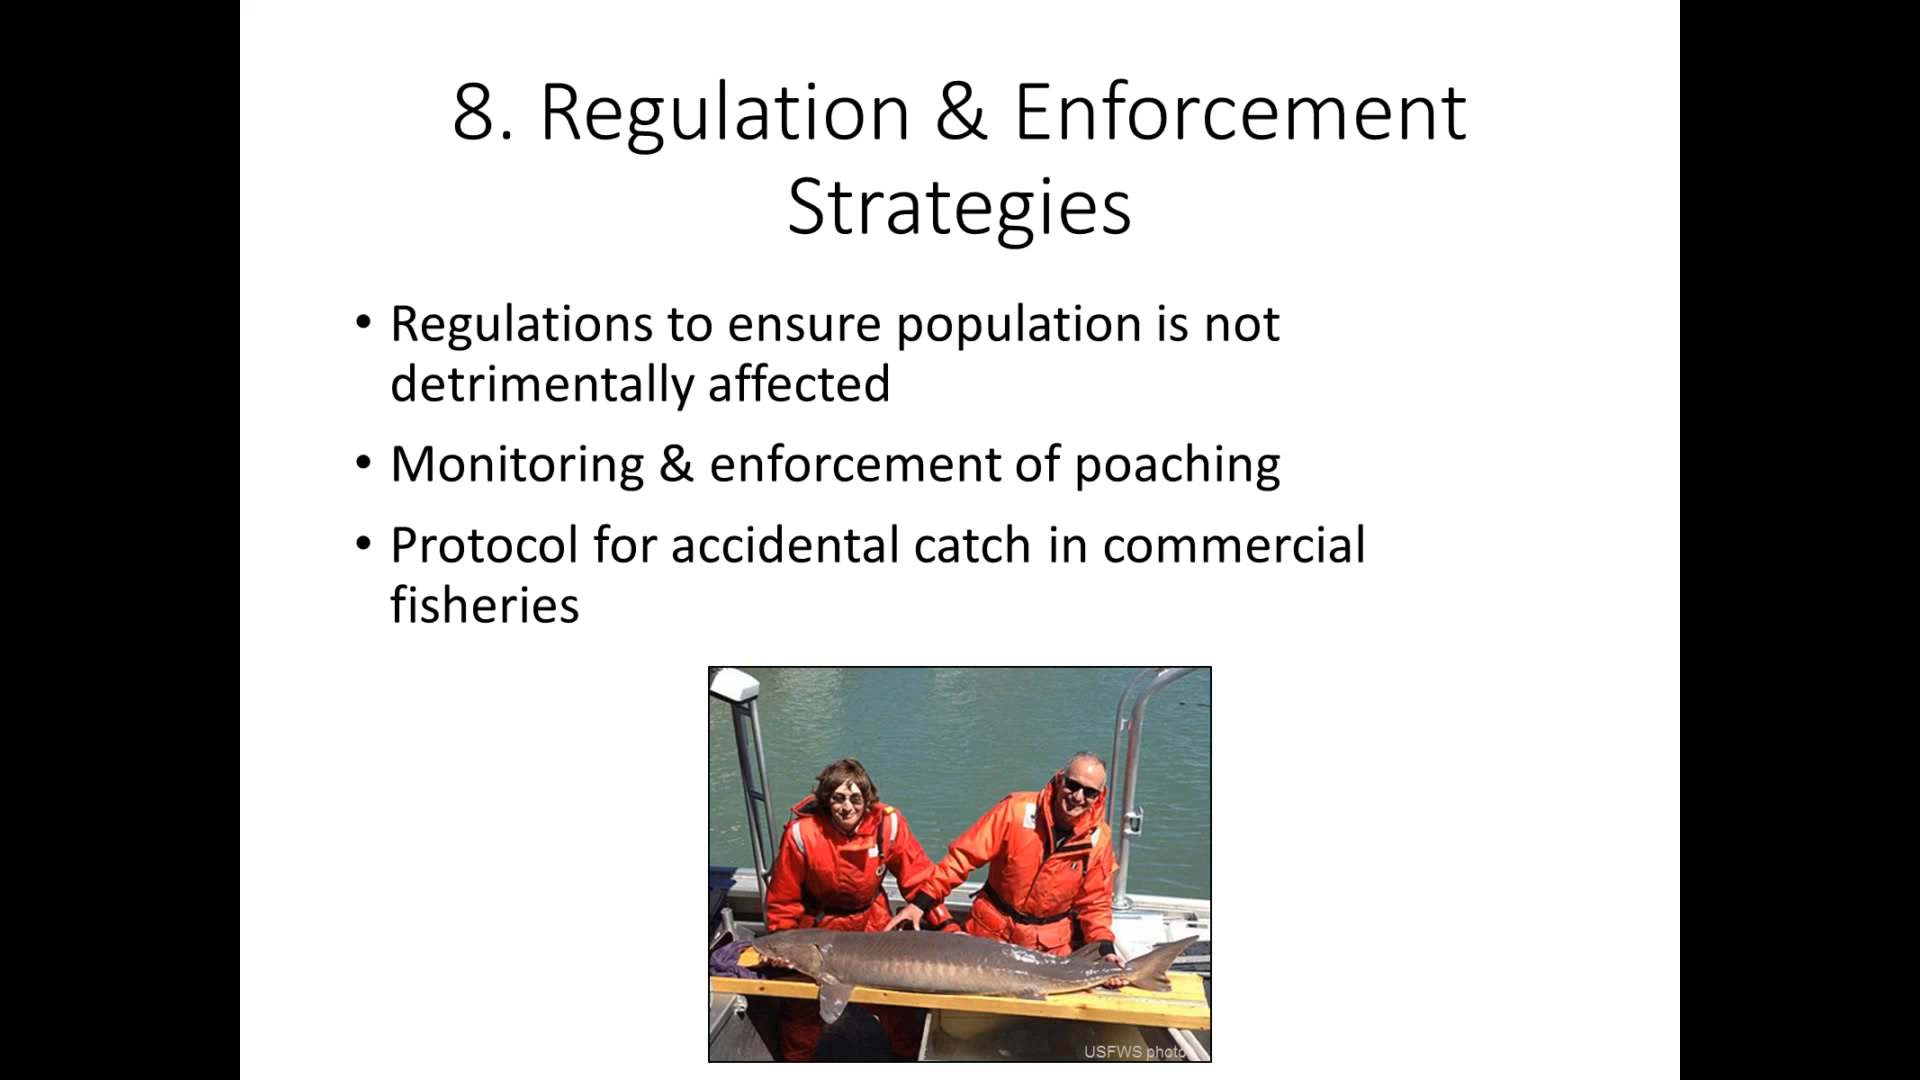 8. Regulation & Enforcement
Strategies
• Regulations to ensure population is not
detrimentally affected
• Monitoring & enforcement of poaching
• Protocol for accidental catch in commercial
fisheries
USFWS photo